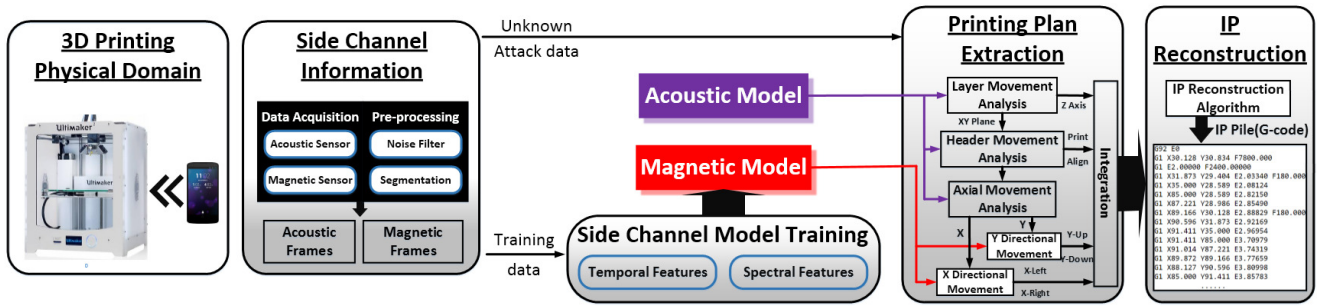 3D Printing
Physical Domain
Ultimaker
Ultimaker
Side Channel
Information
Data Acquisition
Pre-processing
Acoustic Sensor
Noise Filter
Magnetic Sensor
Segmentation
Acoustic
Frames
Magnetic
Frames
Unknown
Attack data
Training
data
Acoustic Model
Magnetic Model
Side Channel Model Training
Temporal Features
Spectral Features
Printing Plan
Extraction
Layer Movement
Analysis
Z Axis
XY Plane
Header Movement
Analysis
Print
Align
Axial Movement
Analysis
X
Y
Y Directional
Movement
Y-Up
Y-Down
X-Left
X Directional
Movement
X-Right
Integration
IP
Reconstruction
IP Reconstruction
Algorithm
IP Pile(G-code)
G92 E0
G1 X30.128 Y30.834 F7800.000
G1 E2.00000 F2400.00000
G1 X31.873 Y29.404 E2.03340 F180.000
G1 X35.000 Y28.589 E2.08124
G1 X85.000 Y28.589 E2.82150
G1 X87.221 Y28.986 E2.85490
G1 X89.166 Y30.128 E2.88829 F180.000
G1 X90.596 Y31.873 E2.92169
G1 X91.411 Y35.000 E2.96954
G1 X91.411 Y85.000 E3.70979
G1 X91.014 Y87.221 E3.74319
G1 X89.872 Y89.166 E3.77659
G1 X88.127 Y90.596 E3.80998
G1 X85.000 Y91.411 E3.85783
......